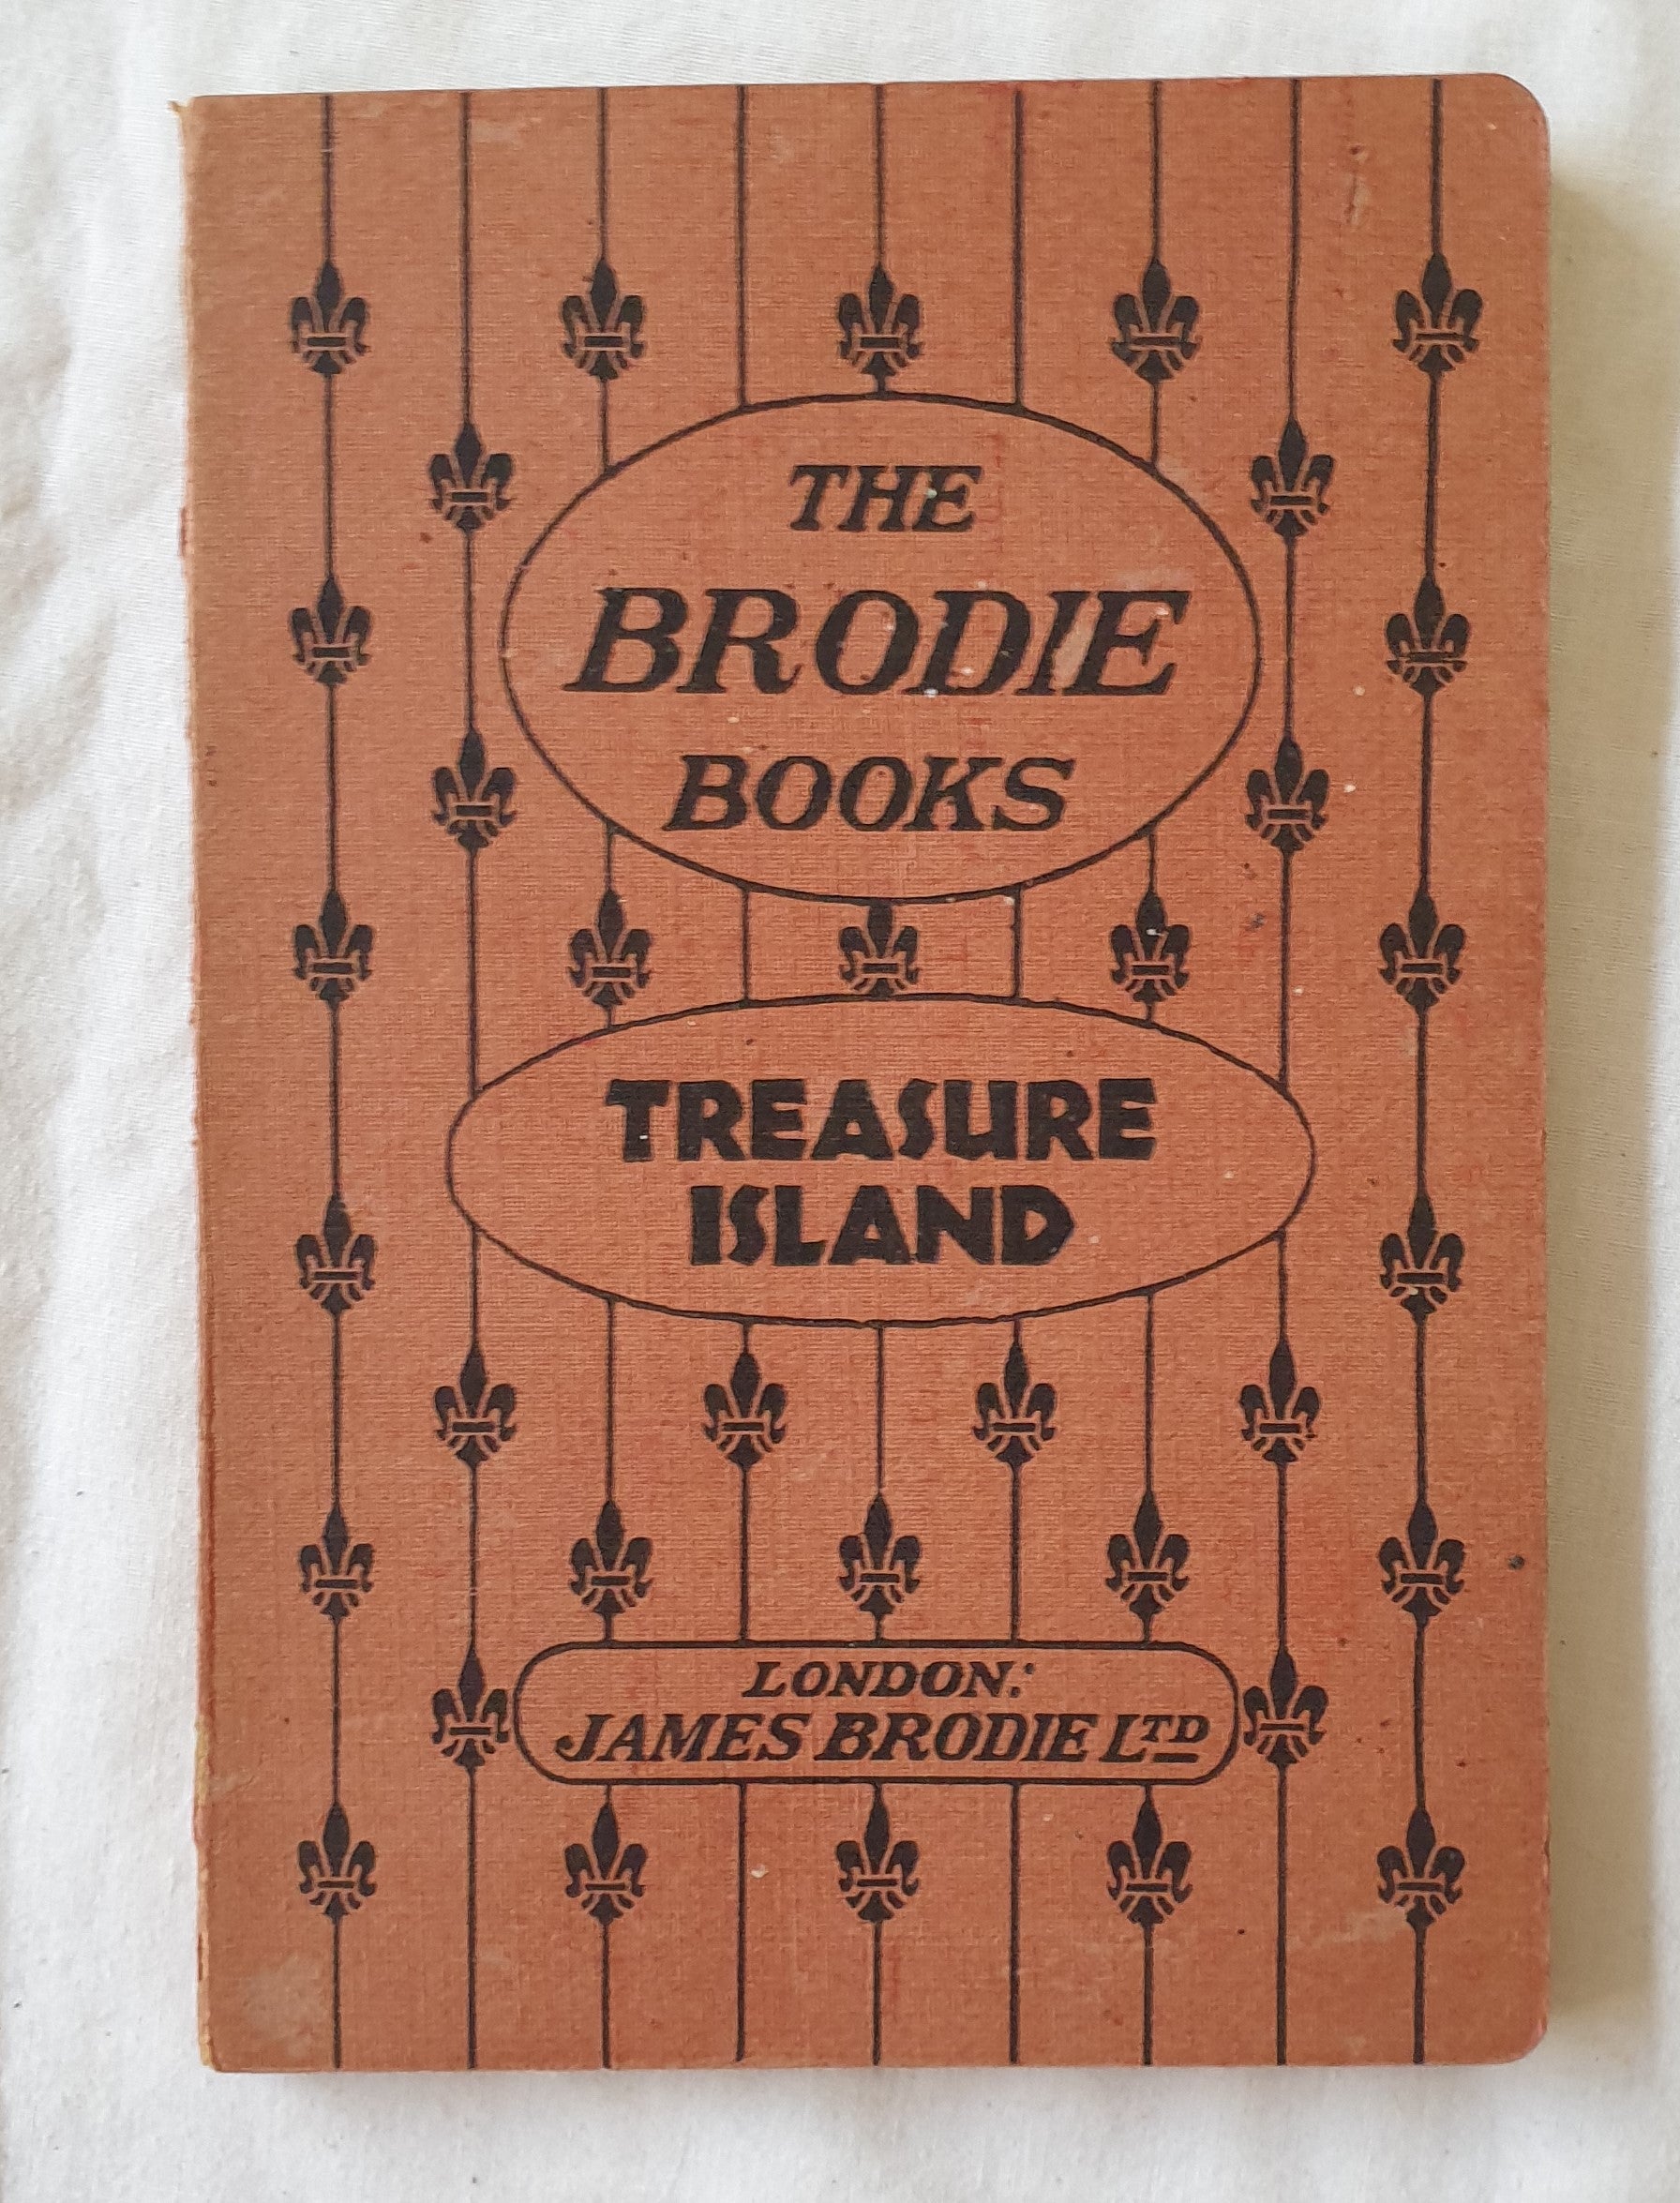 THE
BRODIE
BOOKS
TREASURE
ISLAND
LONDON:
JAMES BRODIE LTD